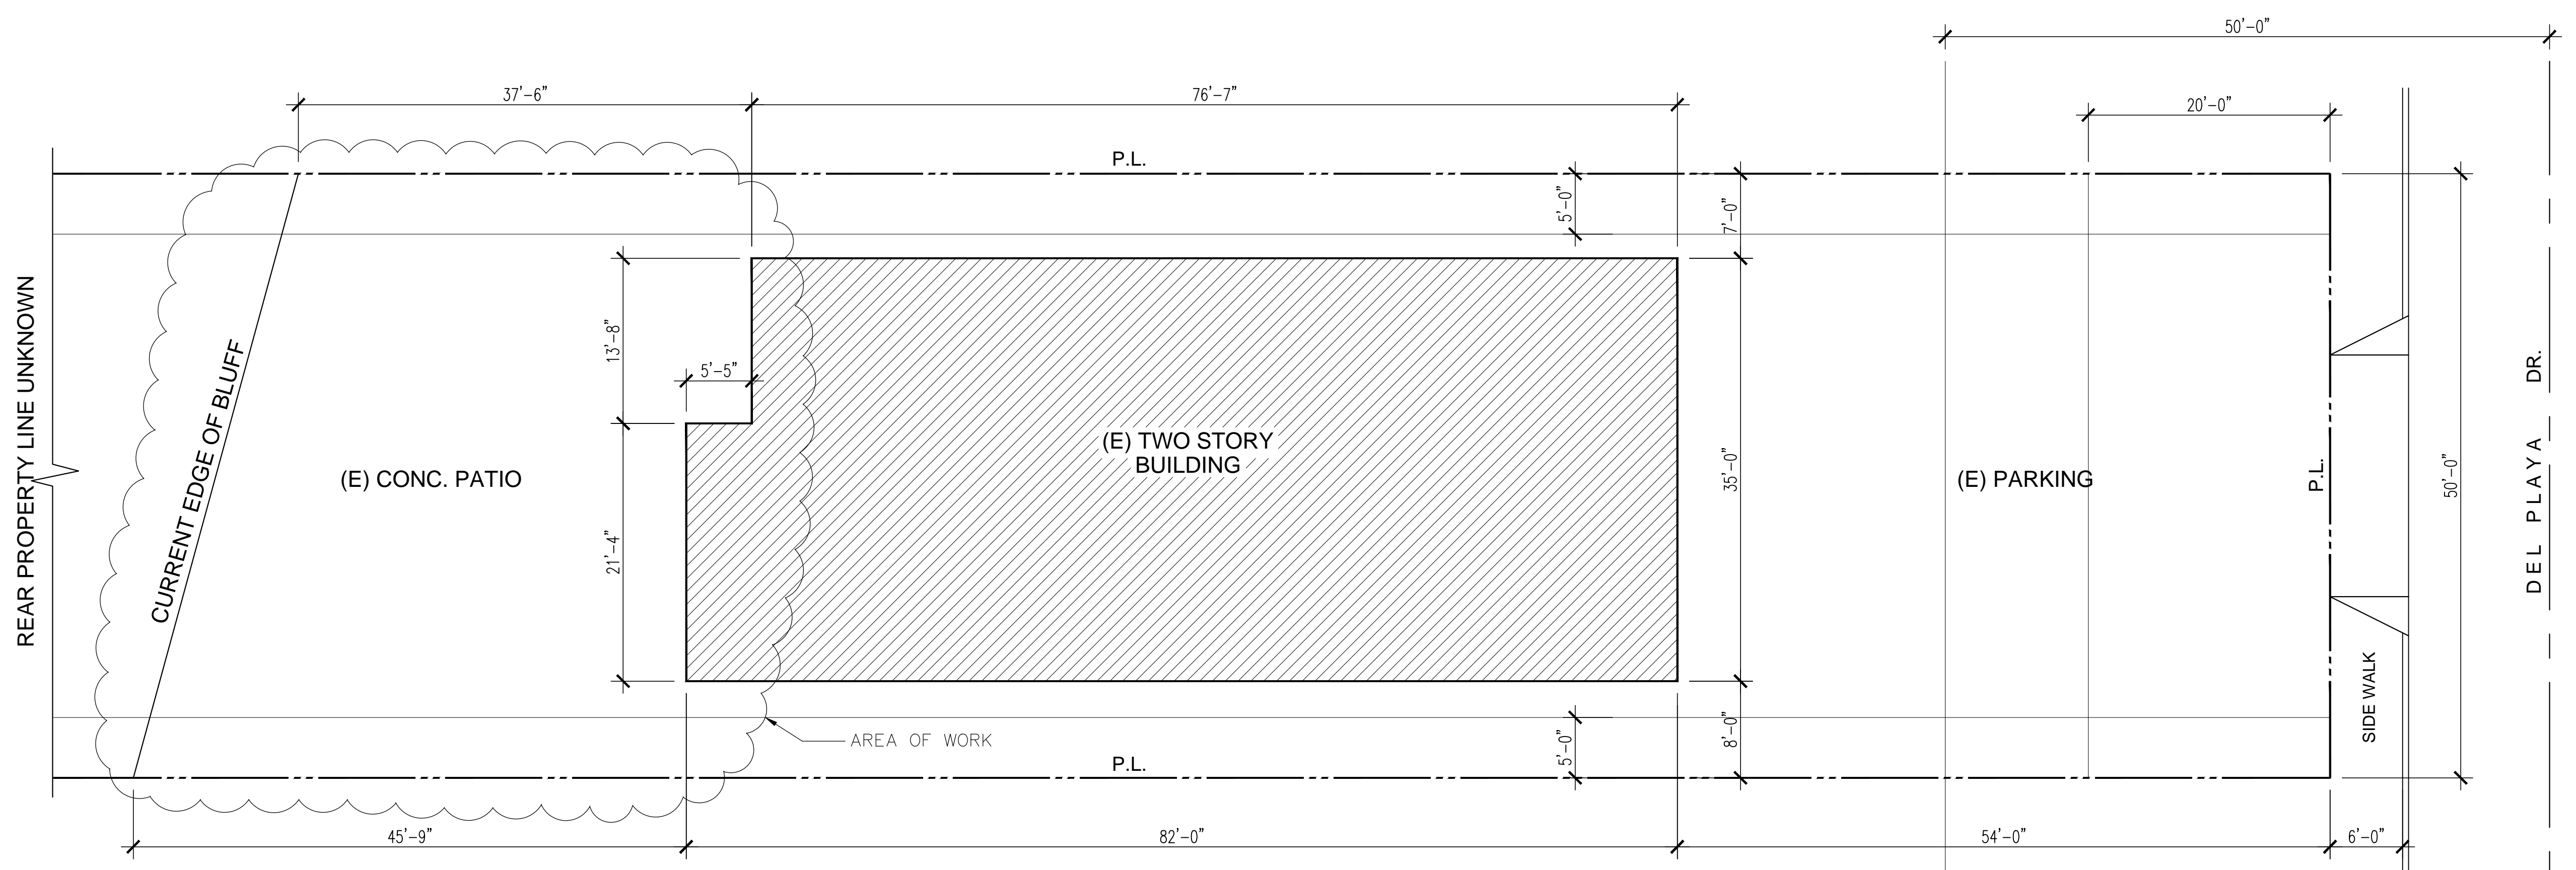 50'-0"
37'-6"
76'-7"
20'-0"
P.L.
5'-0"
7'-0"
REAR PROPERTY LINE UNKNOWN
CURRENT EDGE OF BLUFF
13'-8"
5'-5"
(E) CONC. PATIO
21'-4"
(E) TWO STORY
BUILDING
35'-0"
(E) PARKING
P.L.
50'-0"
DEL PLAYA DR.
SIDE WALK
AREA OF WORK
5'-0"
8'-0"
P.L.
45'-9"
82'-0"
54'-0"
6'-0"